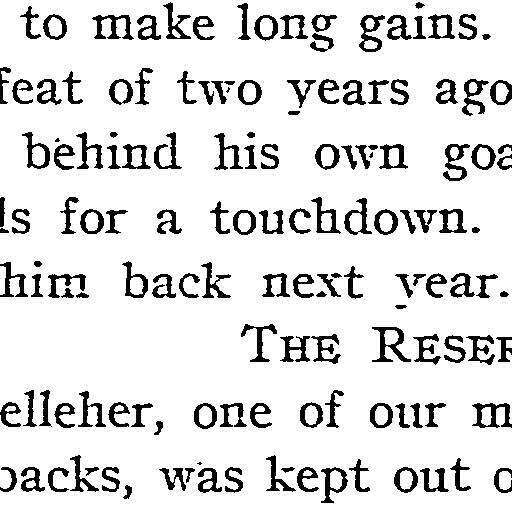 to make long gains.
feat of two years ago
behind his own goa
ls for a touchdown.
him back next year.
THE RESER
elleher, one of our m
backs, was kept out o